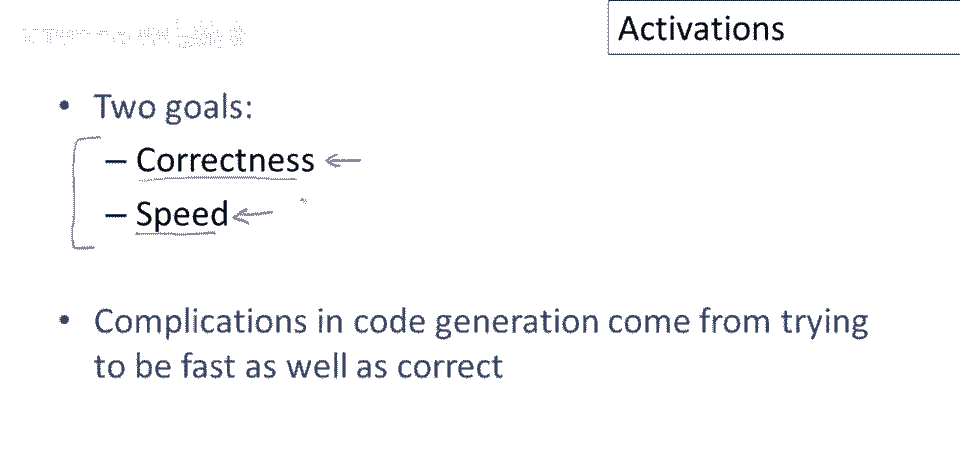 Activations
• Two goals:
– Correctness
– Speed
• Complications in code generation come from trying
to be fast as well as correct